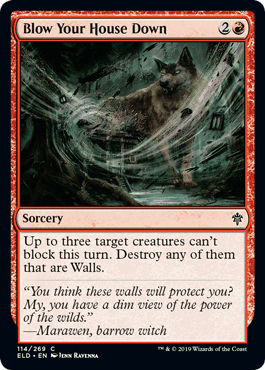 Blow Your House Down 2
Sorcery
Up to three target creatures can't
block this turn. Destroy any of them
that are Walls.
“You think these walls will protect you?
My, you have a dim view of the power
of the wilds.”
—Marawen, barrow witch
114/269 C
ELD • EN Jenn Ravenna
™ & © 2019 Wizards of the Coast